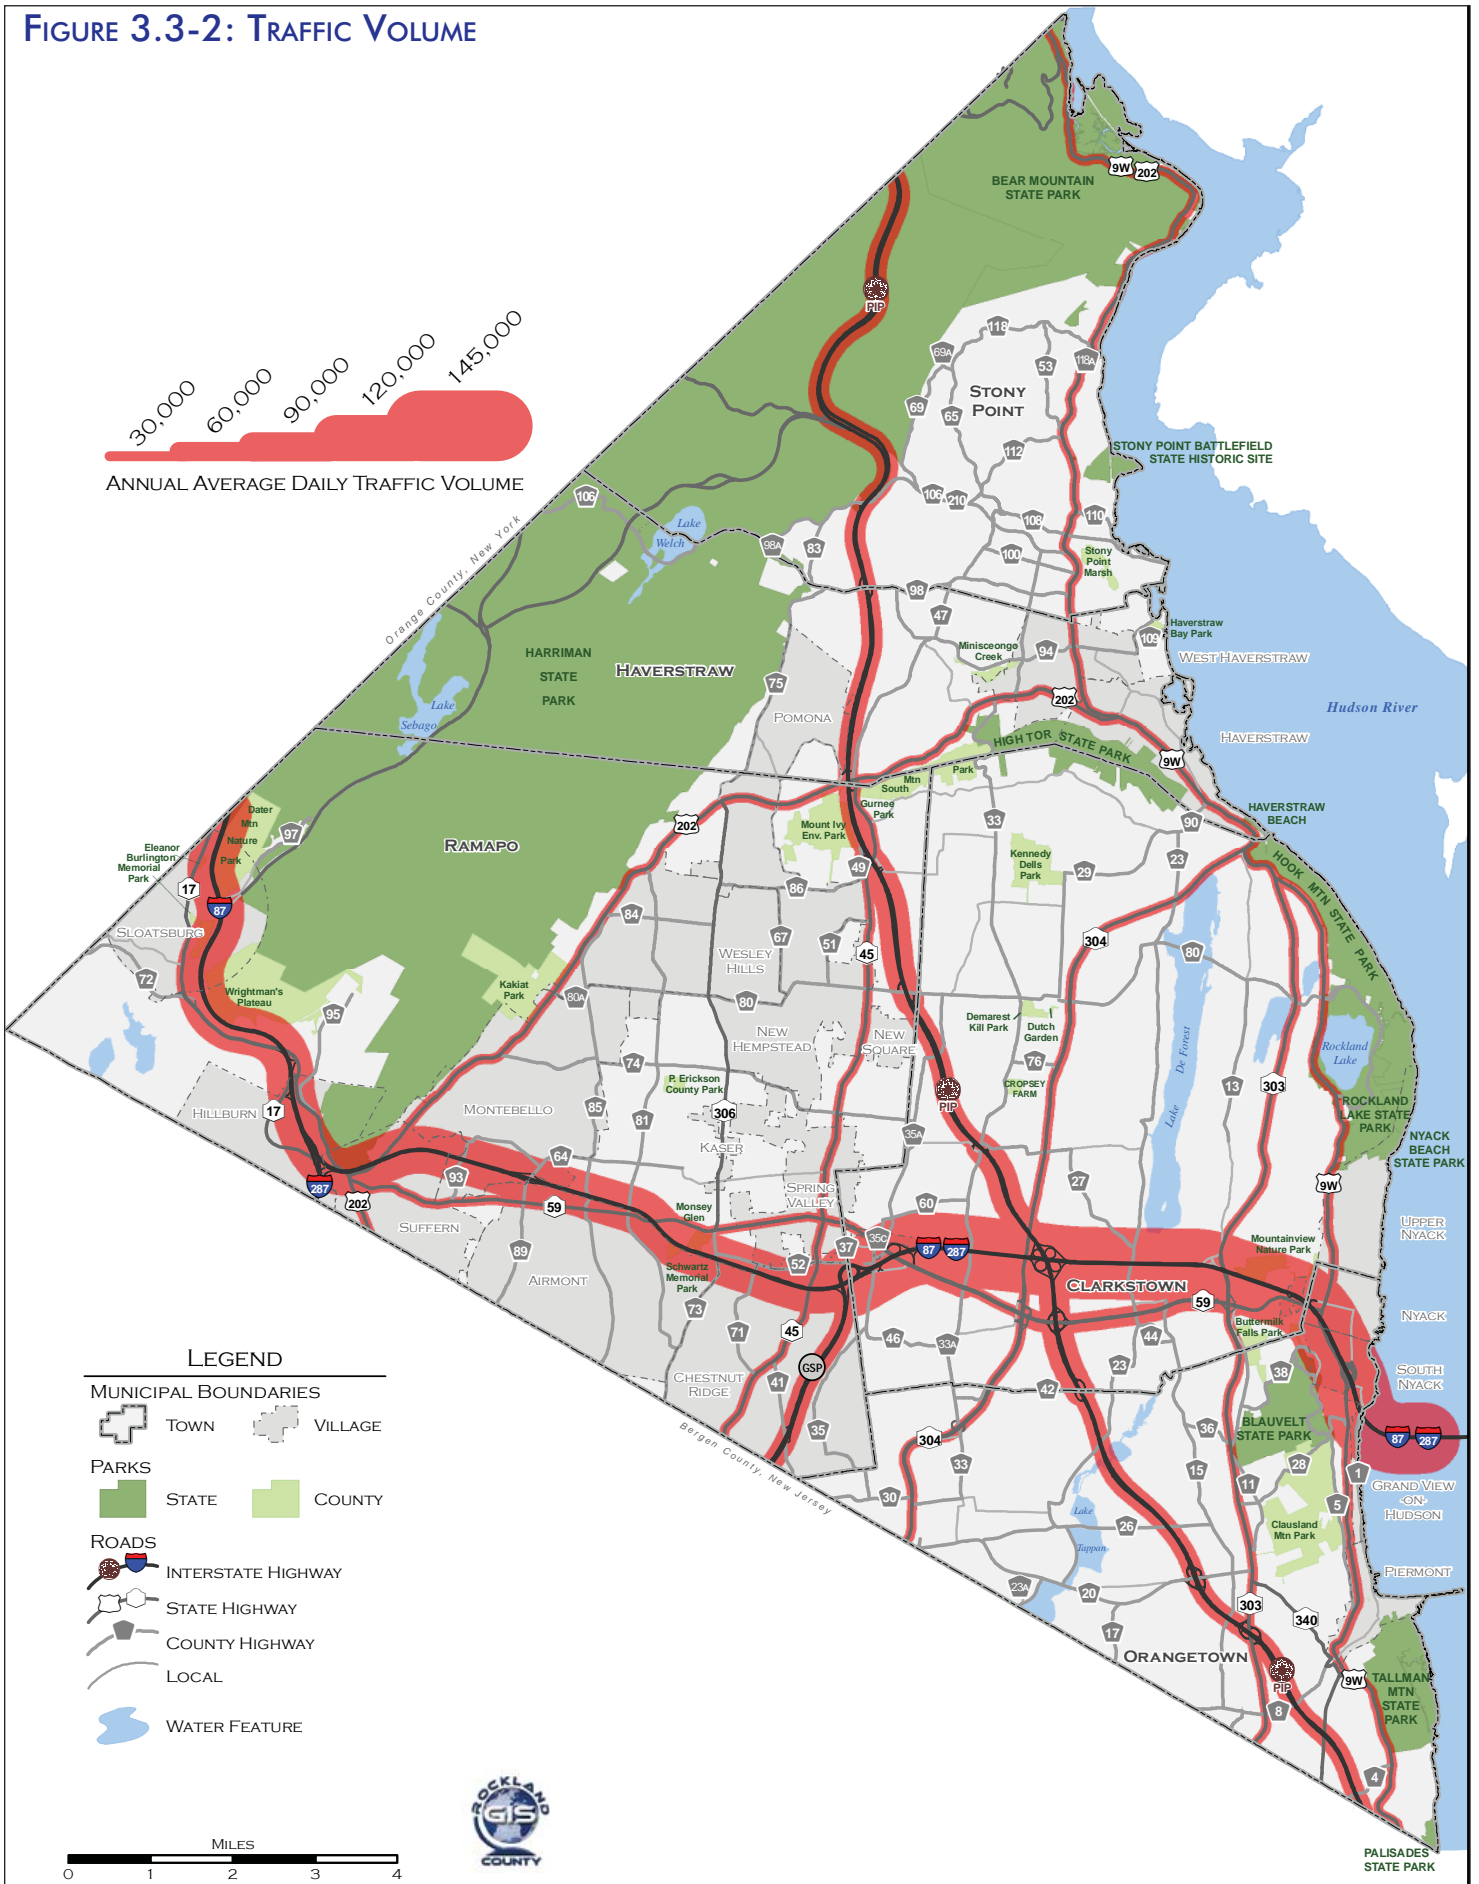 FIGURE 3.3-2: TRAFFIC VOLUME
30,000
60,000
90,000
120,000
145,000
ANNUAL AVERAGE DAILY TRAFFIC VOLUME
BEAR MOUNTAIN
STATE PARK
9W
202
PIP
118
69A
53
118A
STONY
POINT
69
65
112
STONY POINT BATTLEFIELD
STATE HISTORIC SITE
106
106
210
108
110
Orange County, New York
Lake
Welch
98A
83
100
Stony
Point
Marsh
98
47
Haverstraw
Bay Park
109
Minisceongo
Creek
94
WEST HAVERSTRAW
HARRIMAN
STATE
PARK
HAVERSTRAW
75
202
Lake
Sebago
POMONA
Hudson River
HIGH TOR STATE PARK
HAVERSTRAW
9W
Park
Mtn
South
Gurnee
Park
Dater
Mtn
Nature
Park
97
Mount Ivy
Env. Park
202
33
90
HAVERSTRAW
BEACH
RAMAPO
Eleanor
Burlington
Memorial
Park
17
87
49
Kennedy
Dells
Park
29
23
HOOK MTN STATE PARK
86
84
SLOATSBURG
67
51
45
304
80
WESLEY
HILLS
72
Wrightman's
Plateau
Kakiat
Park
80A
80
95
Demarest
Kill Park
Dutch
Garden
NEW
HEMPSTEAD
NEW
SQUARE
Lake
De Forest
Rockland
Lake
74
76
P. Erickson
County Park
CROPSEY
FARM
13
303
PIP
HILLBURN
17
MONTEBELLO
85
81
306
ROCKLAND
LAKE STATE
PARK
35A
KASER
NYACK
BEACH
STATE PARK
64
93
287
202
SPRING
VALLEY
27
9W
59
Monsey
Glen
60
SUFFERN
UPPER
NYACK
89
37
35C
87
287
Mountainview
Nature Park
52
Schwartz
Memorial
Park
AIRMONT
CLARKSTOWN
59
73
71
45
46
33A
44
Buttermilk
Falls Park
NYACK
LEGEND
GSP
23
38
SOUTH
NYACK
CHESTNUT
RIDGE
41
42
MUNICIPAL BOUNDARIES
TOWN
VILLAGE
35
304
36
BLAUVELT
STATE PARK
87
287
Bergen County, New Jersey
PARKS
STATE
COUNTY
33
15
28
1
11
GRAND VIEW
-ON-
HUDSON
30
5
Lake
Tappan
26
Clausland
Mtn Park
ROADS
INTERSTATE HIGHWAY
STATE HIGHWAY
COUNTY HIGHWAY
LOCAL
WATER FEATURE
PIERMONT
23A
20
303
340
17
ORANGETOWN
PIP
9W
TALLMAN
MTN
STATE
PARK
8
4
ROCKLAND
GIS
COUNTY
MILES
0 1 2 3 4
PALISADES
STATE PARK